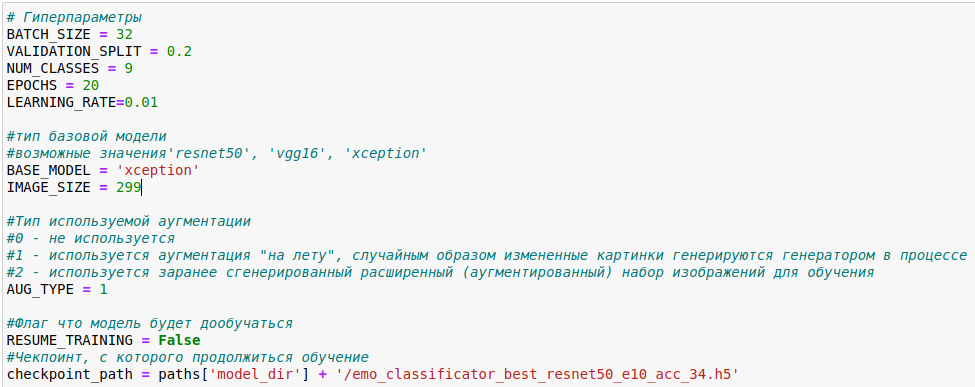 # Гиперпараметры
BATCH_SIZE = 32
VALIDATION_SPLIT = 0.2
NUM_CLASSES = 9
EPOCHS = 20
LEARNING_RATE=0.01
#тип базовой модели
#возможные значения'resnet50', 'vgg16', 'xception'
BASE_MODEL = 'xception'
IMAGE_SIZE = 299
#Тип используемой аугментации
#0 - не используется
#1 - используется аугментация "на лету", случайным образом измененные картинки генерируются генератором в процессе
#2 - используется заранее сгенерированный расширенный (аугментированный) набор изображений для обучения
AUG_TYPE = 1
#Флаг что модель будет дообучаться
RESUME_TRAINING = False
#Чекпоинт, с которого продолжиться обучение
checkpoint_path = paths['model_dir'] + '/emo_classificator_best_resnet50_e10_acc_34.h5'